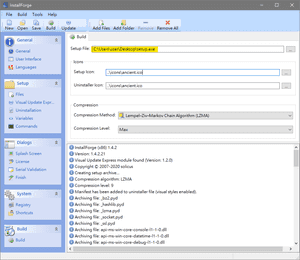 InstallForge
File Build Tools Help
New Open Save Build Update Add Files Add Folder Remove Remove All
General
General
User Interface
Languages
Setup
Files
Visual Update Expr...
Uninstallation
Variables
Commands
Dialogs
Splash Screen
License
Serial Validation
Finish
System
Registry
Shortcuts
Build
Build
Build
Setup File: C:\Users\user\Desktop\setup.exe ...
Icons
Setup Icon: .\icons\ancient.ico ...
Uninstaller Icon: .\icons\ancient.ico ...
Compression
Compression Method: Lempel-Ziv-Markov Chain Algorithm (LZMA)
Compression Level: Max
InstallForge (x86) 1.4.2
Version: 1.4.2.21
Visual Update Express module found (Version: 1.2.0)
Copyright © 2007-2020 solicus
Creating setup archive...
Compression algorithm: LZMA
Compression level: 9
Manifest has been added to uninstaller file (visual styles enabled).
Archiving file: _bz2.pyd
Archiving file: _hashlib.pyd
Archiving file: _lzma.pyd
Archiving file: _socket.pyd
Archiving file: _ssl.pyd
Archiving file: api-ms-win-core-console-l1-1-0.dll
Archiving file: api-ms-win-core-datetime-l1-1-0.dll
Archiving file: api-ms-win-core-debug-l1-1-0.dll